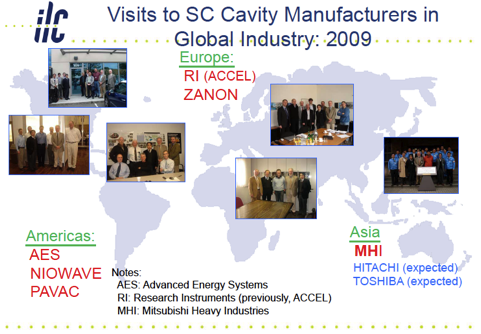 ilc
Visits to SC Cavity Manufacturers in
Global Industry: 2009
Europe:
RI (ACCEL)
ZANON
Americas:
AES
NIOWAVE
PAVAC
Asia
MHI
HITACHI (expected)
TOSHIBA (expected)
Notes:
AES: Advanced Energy Systems
RI: Research Instruments (previously, ACCEL)
MHI: Mitsubishi Heavy Industries